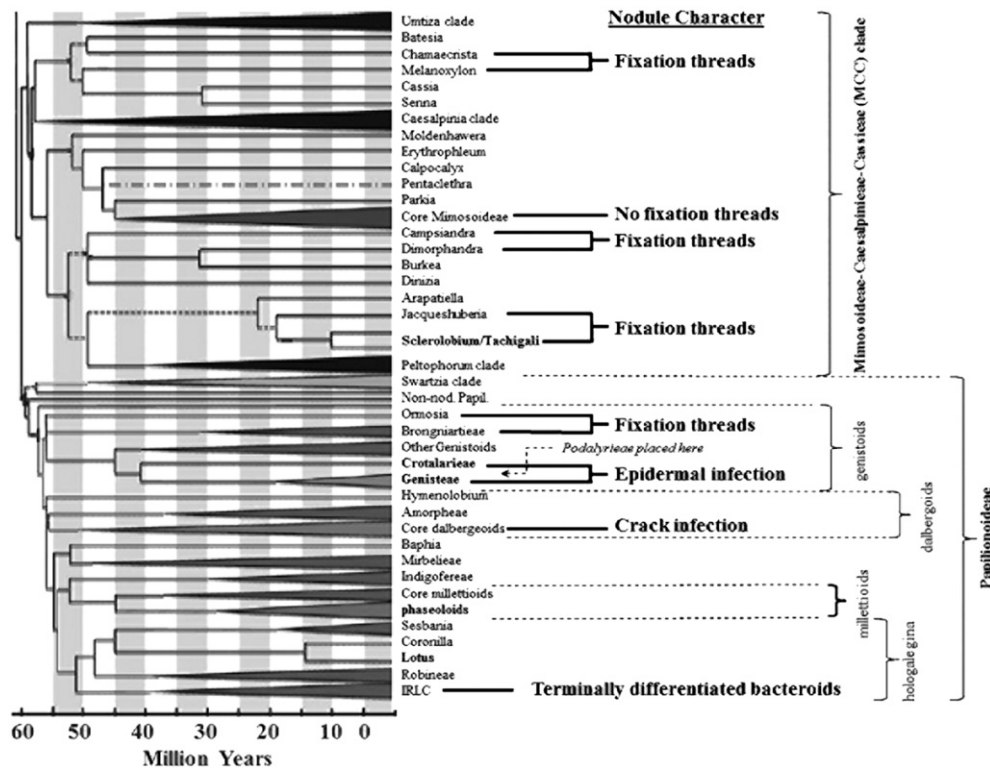 Nodule Character
Umtiza clade
Batesia
Chamaecrista
Fixation threads
Melanoxylon
Cassia
Senna
Caesalpinia clade
Moldenhawera
Erythrophleum
Calpocalyx
Pentaclethra
Parkia
Core Mimosoideae
No fixation threads
Campsiandra
Fixation threads
Dimorphandra
Burkea
Dinizia
Arapatiella
Jacqueshuberia
Fixation threads
Sclerolobium/Tachigali
Peltophorum clade
Mimosoideae-Caesalpinieae-Cassieae (MCC) clade
Swartzia clade
Non-nod. Papil.
Ormosia
Fixation threads
Brongniartieae
Other Genistoids
Podalyrieae placed here
Crotalarieae
Epidermal infection
Genisteae
genistoids
Hymenolobium
Amorpheae
Core dalbergeoids
Crack infection
dalbergoids
Baphia
Mirbelieae
Indigofereae
Core millettioids
phaseoloids
millettioids
Sesbania
Coronilla
Lotus
Robineae
IRLC
Terminally differentiated bacteroids
hologalegina
Papilionoideae
60 50 40 30 20 10 0
Million Years